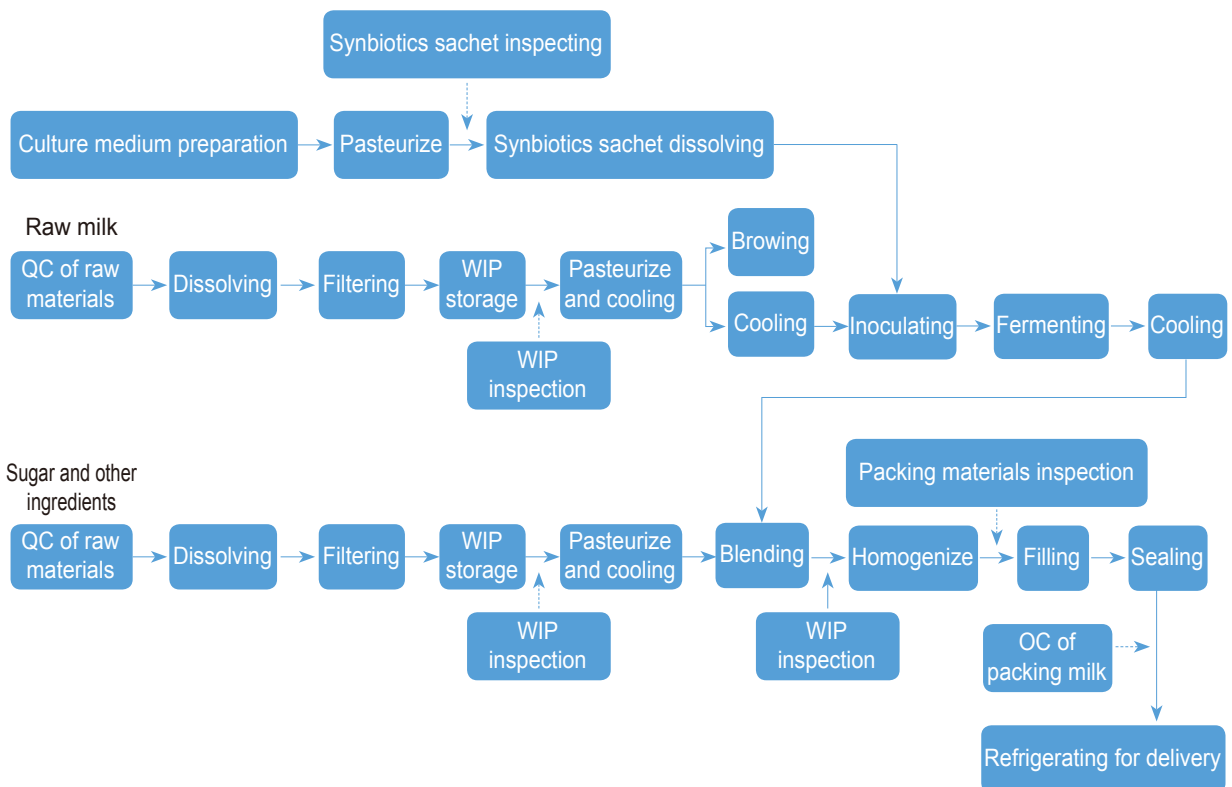 Synbiotics sachet inspecting
Culture medium preparation
Pasteurize
Synbiotics sachet dissolving
Raw milk
QC of raw
materials
Dissolving
Filtering
WIP
storage
Pasteurize
and cooling
Browing
Cooling
Inoculating
Fermenting
Cooling
WIP
inspection
Sugar and other
ingredients
QC of raw
materials
Dissolving
Filtering
WIP
storage
Pasteurize
and cooling
Blending
Packing materials inspection
Homogenize
Filling
Sealing
WIP
inspection
WIP
inspection
OC of
packing milk
Refrigerating for delivery